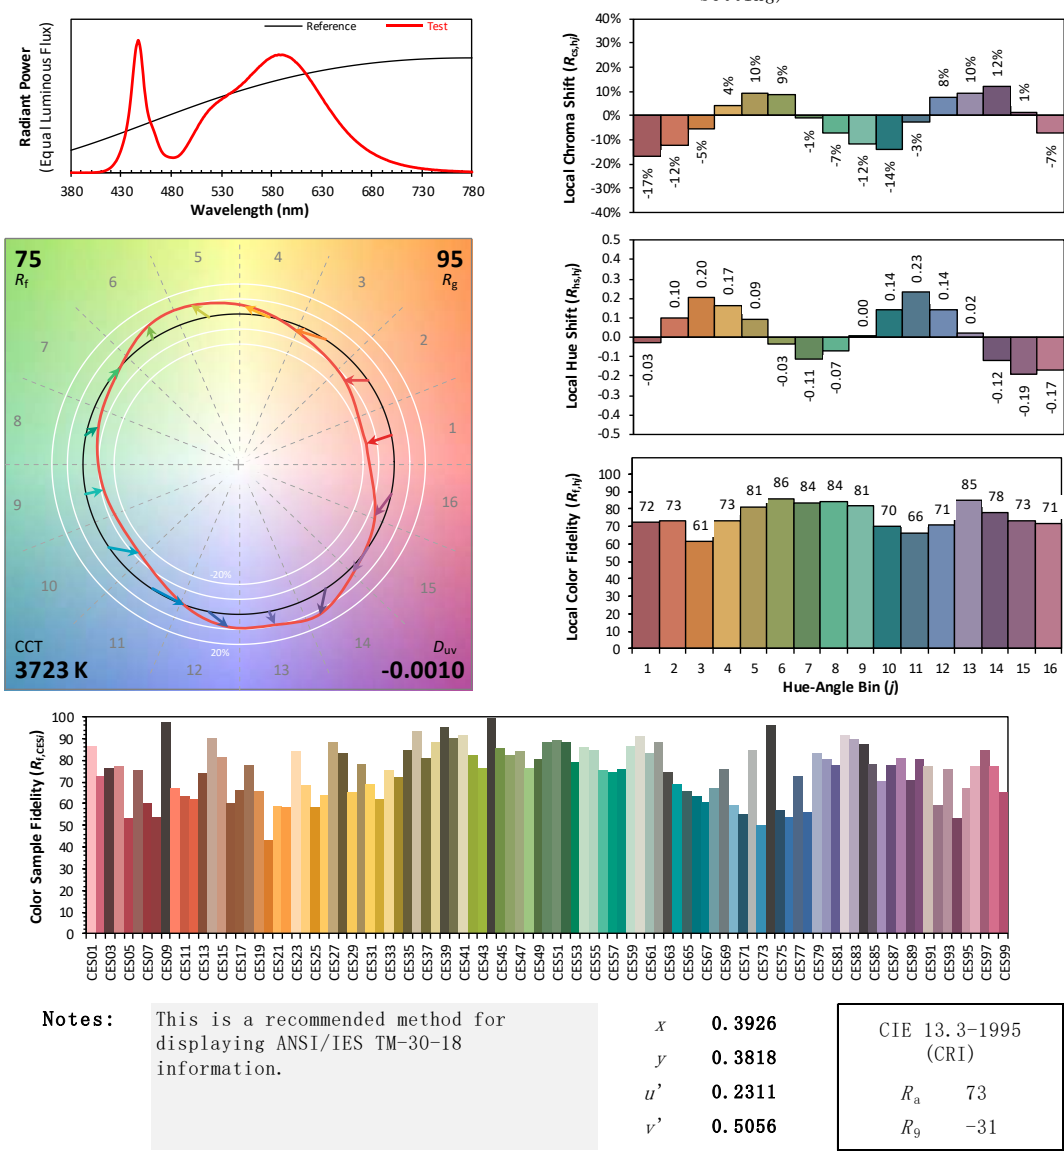 Reference
Test
Radiant Power
(Equal Luminous Flux)
380 430 480 530 580 630 680 730 780
Wavelength (nm)
Local Chroma Shift (Rcs,hj)
40%
30%
20%
10%
0%
-10%
-20%
-30%
-40%
-17% -12% -5% 4% 10% 9% -1% -7% -12% -14% -3% 8% 10% 12% 1% -7%
75
Rf
95
Rg
1
2
3
4
5
6
7
8
9
10
11
12
13
14
15
16
-20%
20%
CCT
3723 K
Duv
-0.0010
Local Hue Shift (Rhs,hj)
0.5
0.4
0.3
0.2
0.1
0.0
-0.1
-0.2
-0.3
-0.4
-0.5
-0.03 0.10 0.20 0.17 0.09 -0.03 -0.11 -0.07 0.00 0.14 0.23 0.14 0.02 -0.12 -0.19 -0.17
Local Color Fidelity (Rf,hj)
100
90
80
70
60
50
40
30
20
10
0
72 73 61 73 81 86 84 84 81 70 66 71 85 78 73 71
1 2 3 4 5 6 7 8 9 10 11 12 13 14 15 16
Hue-Angle Bin (j)
Color Sample Fidelity (Rf,CESi)
100
90
80
70
60
50
40
30
20
10
0
CES01 CES03 CES05 CES07 CES09 CES11 CES13 CES15 CES17 CES19 CES21 CES23 CES25 CES27 CES29 CES31 CES33 CES35 CES37 CES39 CES41 CES43 CES45 CES47 CES49 CES51 CES53 CES55 CES57 CES59 CES61 CES63 CES65 CES67 CES69 CES71 CES73 CES75 CES77 CES79 CES81 CES83 CES85 CES87 CES89 CES91 CES93 CES95 CES97 CES99
Notes:
This is a recommended method for
displaying ANSI/IES TM-30-18
information.
x 0.3926
y 0.3818
u' 0.2311
v' 0.5056
CIE 13.3-1995
(CRI)
Ra 73
R9 -31